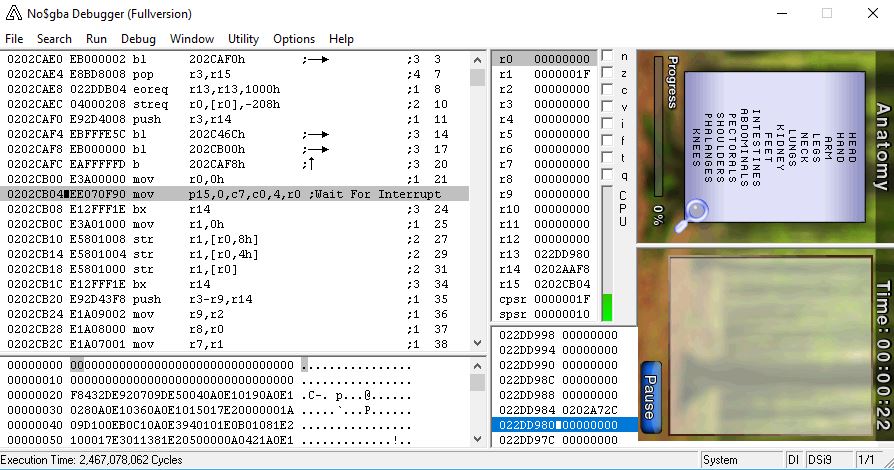 No$gba Debugger (Fullversion)
File Search Run Debug Window Utility Options Help
0202CAE0 EB000002 bl 202CAF0h ;—→ ;3 3
0202CAE4 E8BD8008 pop r3,r15 ;4 7
0202CAE8 022DDB04 eoreq r13,r13,1000h ;1 8
0202CAEC 04000208 streq r0,[r0],-208h ;2 10
0202CAF0 E92D4008 push r3,r14 ;1 11
0202CAF4 EBFFFE5C bl 202C46Ch ;—→ ;3 14
0202CAF8 EB000000 bl 202CB00h ;—→ ;3 17
0202CAFC EAFFFFFD b 202CAF8h ;↑ ;3 20
0202CB00 E3A00000 mov r0,0h ;1 21
0202CB04 EE070F90 mov p15,0,c7,c0,4,r0 ;Wait For Interrupt
0202CB08 E12FFF1E bx r14 ;3 24
0202CB0C E3A01000 mov r1,0h ;1 25
0202CB10 E5801008 str r1,[r0,8h] ;2 27
0202CB14 E5801004 str r1,[r0,4h] ;2 29
0202CB18 E5801000 str r1,[r0] ;2 31
0202CB1C E12FFF1E bx r14 ;3 34
0202CB20 E92D43F8 push r3-r9,r14 ;1 35
0202CB24 E1A09002 mov r9,r2 ;1 36
0202CB28 E1A08000 mov r8,r0 ;1 37
0202CB2C E1A07001 mov r7,r1 ;1 38
r0 00000000
r1 0000001F
r2 00000000
r3 00000000
r4 00000000
r5 00000000
r6 00000000
r7 00000000
r8 00000000
r9 00000000
r10 00000000
r11 00000000
r12 00000000
r13 022DD980
r14 0202AAF8
r15 0202CB04
cpsr 0000001F
spsr 00000010
n
z
c
v
i
f
t
q
C
P
U
00000000 00000000000000000000000000000000 ................
00000010 00000000000000000000000000000000 ................
00000020 F8432DE920709DE50040A0E10190A0E1 .C-. p...@......
00000030 0280A0E10360A0E1015017E20000001A .....`...P......
00000040 09D100EB0C10A0E3940101E0B01081E2 ................
00000050 100017E3011381E20500000A0421A0E1 .............!..
022DD998 00000000
022DD994 00000000
022DD990 00000000
022DD98C 00000000
022DD988 00000000
022DD984 0202A72C
022DD980 00000000
022DD97C 00000000
Anatomy
HEAD
HAND
ARM
LEGS
NECK
LUNGS
KIDNEY
FEET
INTESTINES
ABDOMINALS
PECTORALS
SHOULDERS
PHALANGES
KNEES
Progress
0%
Time: 00:00:22
Pause
Execution Time: 2,467,078,062 Cycles
System DI DSi9 1/1